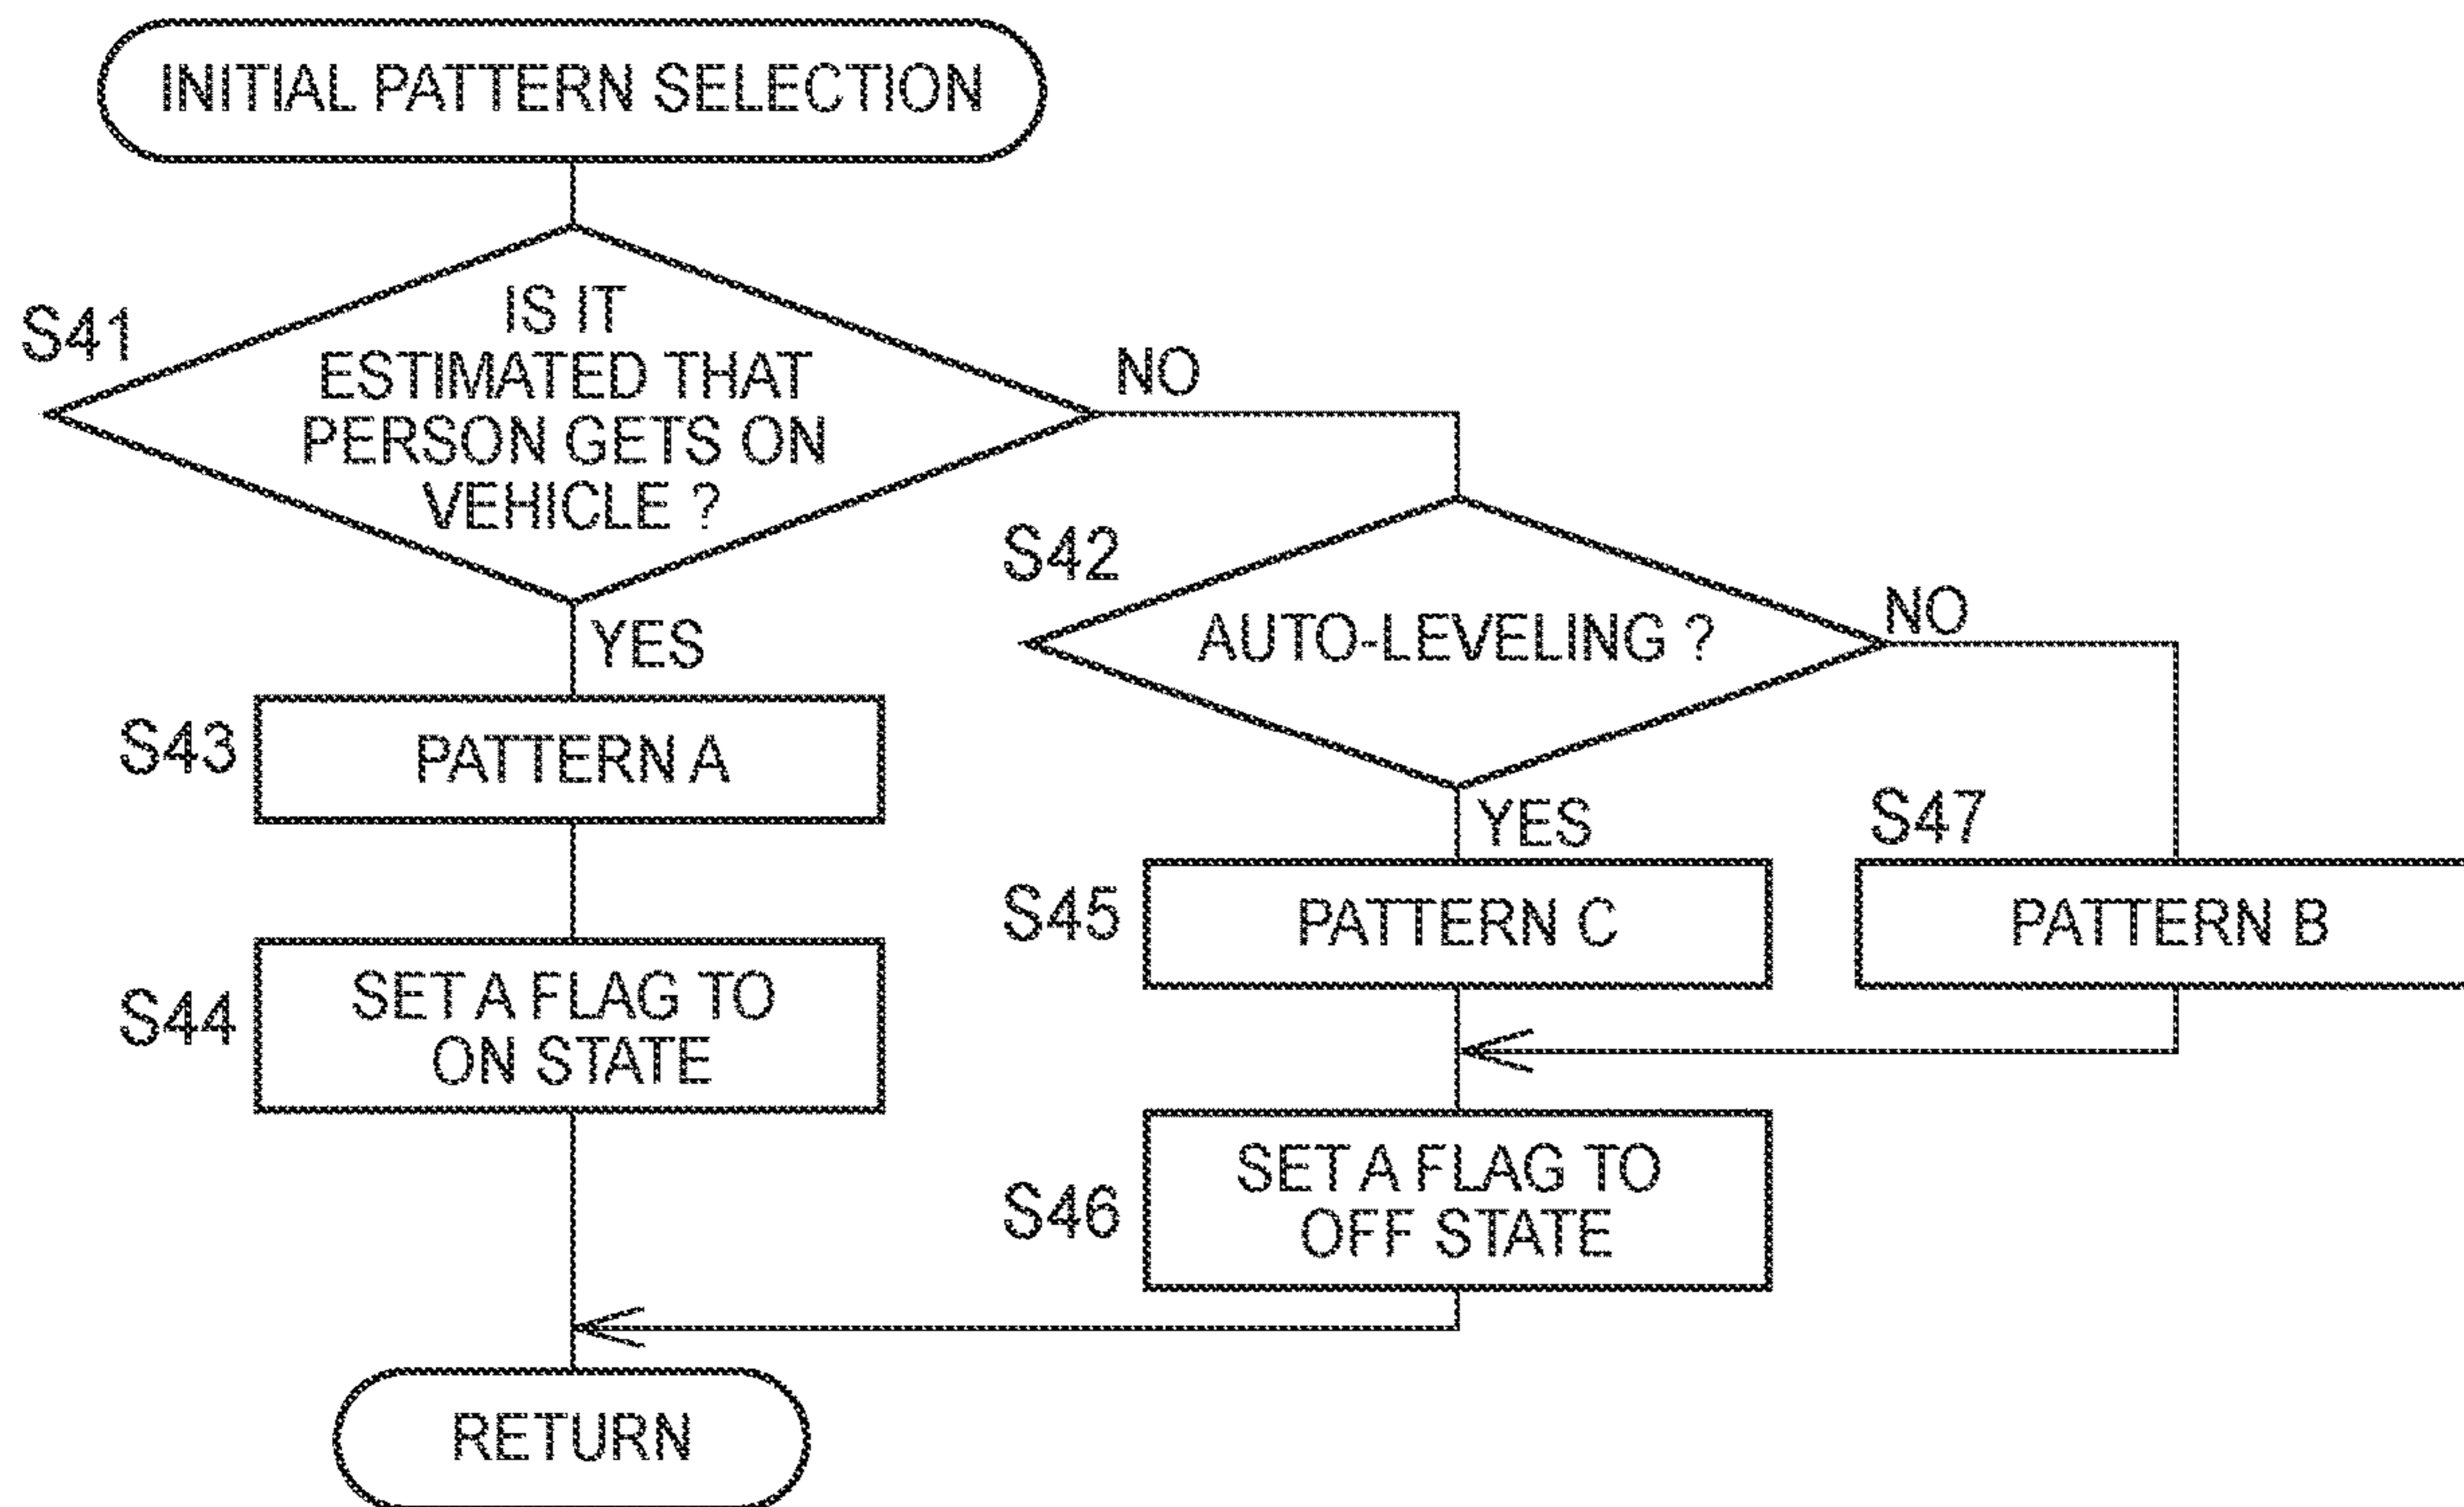 INITIAL PATTERN SELECTION
S41
IS IT
ESTIMATED THAT
PERSON GETS ON
VEHICLE ?
NO
YES
S42
AUTO-LEVELING ?
NO
YES
S43
PATTERN A
S44
SET A FLAG TO
ON STATE
S45
PATTERN C
S47
PATTERN B
S46
SET A FLAG TO
OFF STATE
RETURN